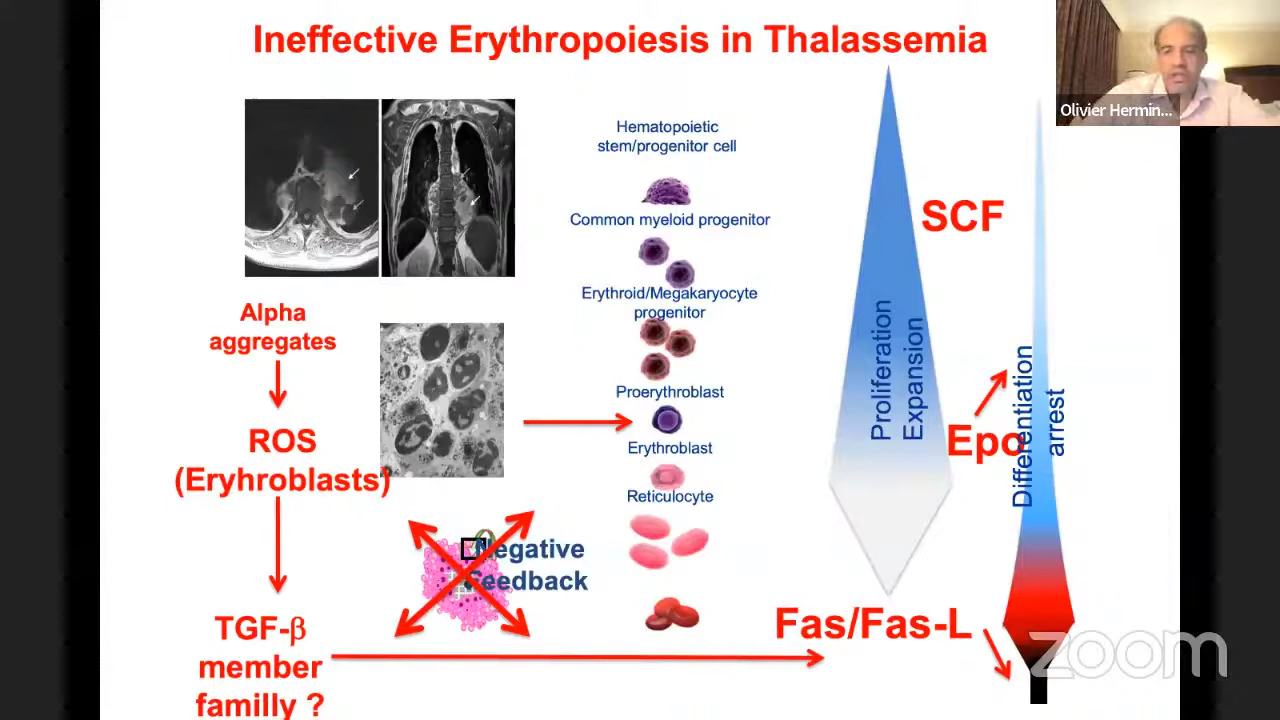 Ineffective Erythropoiesis in Thalassemia
Olivier Hermin...
Hematopoietic
stem/progenitor cell
Common myeloid progenitor
Erythroid/Megakaryocyte
progenitor
Proerythroblast
Erythroblast
Reticulocyte
Alpha
aggregates
ROS
(Eryhroblasts)
TGF-β
member
familly ?
Negative
Feedback
SCF
Proliferation
Expansion
Epo
Differentiation
arrest
Fas/Fas-L
zoom